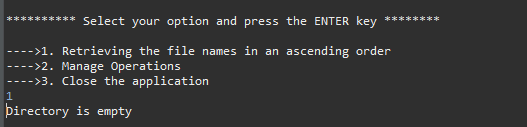 ********** Select your option and press the ENTER key ********
---->1. Retrieving the file names in an ascending order
---->2. Manage Operations
---->3. Close the application
1
Directory is empty